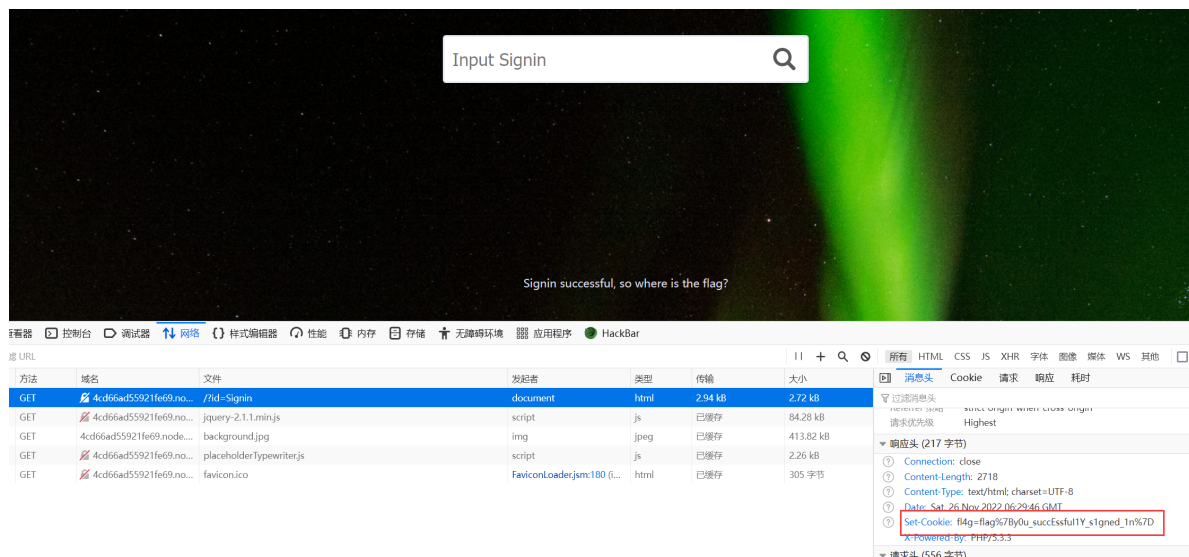 Input Signin
Signin successful, so where is the flag?
查看器 控制台 调试器 网络 {} 样式编辑器 性能 内存 存储 无障碍环境 应用程序 HackBar
滤 URL
所有 HTML CSS JS XHR 字体 图像 媒体 WS 其他
方法 域名 文件 发起者 类型 传输 大小
消息头 Cookie 请求 响应 耗时
GET 4cd66ad55921fe69.no... /?id=Signin document html 2.94 kB 2.72 kB
GET 4cd66ad55921fe69.no... jquery-2.1.1.min.js script js 已缓存 84.28 kB
GET 4cd66ad55921fe69.node.... background.jpg img jpeg 已缓存 413.82 kB
GET 4cd66ad55921fe69.no... placeholderTypewriter.js script js 已缓存 2.26 kB
GET 4cd66ad55921fe69.no... favicon.ico FaviconLoader.jsm:180 (i... html 已缓存 305 字节
过滤消息头
Referrer 策略 strict-origin-when-cross-origin
请求优先级 Highest
响应头 (217 字节)
Connection: close
Content-Length: 2718
Content-Type: text/html; charset=UTF-8
Date: Sat, 26 Nov 2022 06:29:46 GMT
Set-Cookie: fl4g=flag%7By0u_succEssful1Y_s1gned_1n%7D
X-Powered-By: PHP/5.3.3
请求头 (556 字节)